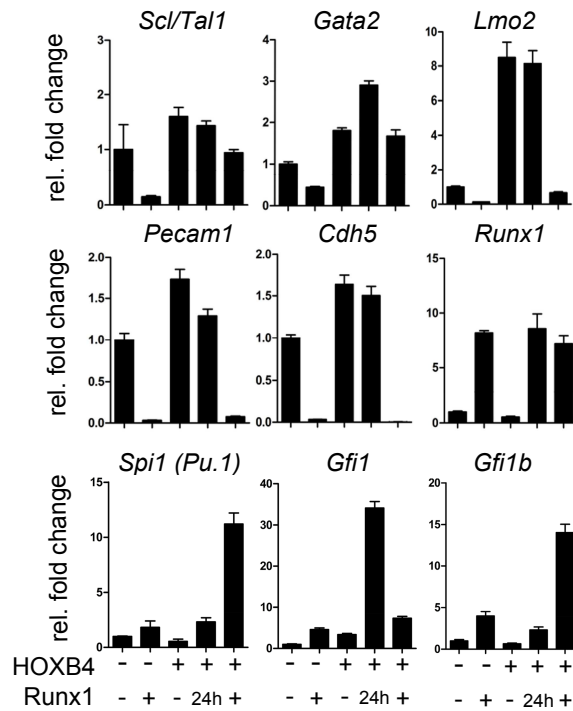 Scl/Tal1 Gata2 Lmo2
rel. fold change
3 2 1 0
4 3 2 1 0
10 8 6 4 2 0
Pecam1 Cdh5 Runx1
rel. fold change
2.0 1.5 1.0 0.5 0.0
2.0 1.5 1.0 0.5 0.0
15 10 5 0
Spi1 (Pu.1) Gfi1 Gfi1b
rel. fold change
15 10 5 0
40 30 20 10 0
20 15 10 5 0
HOXB4 - - + + + - - + + + - - + + +
Runx1 - + - 24h + - + - 24h + - + - 24h +